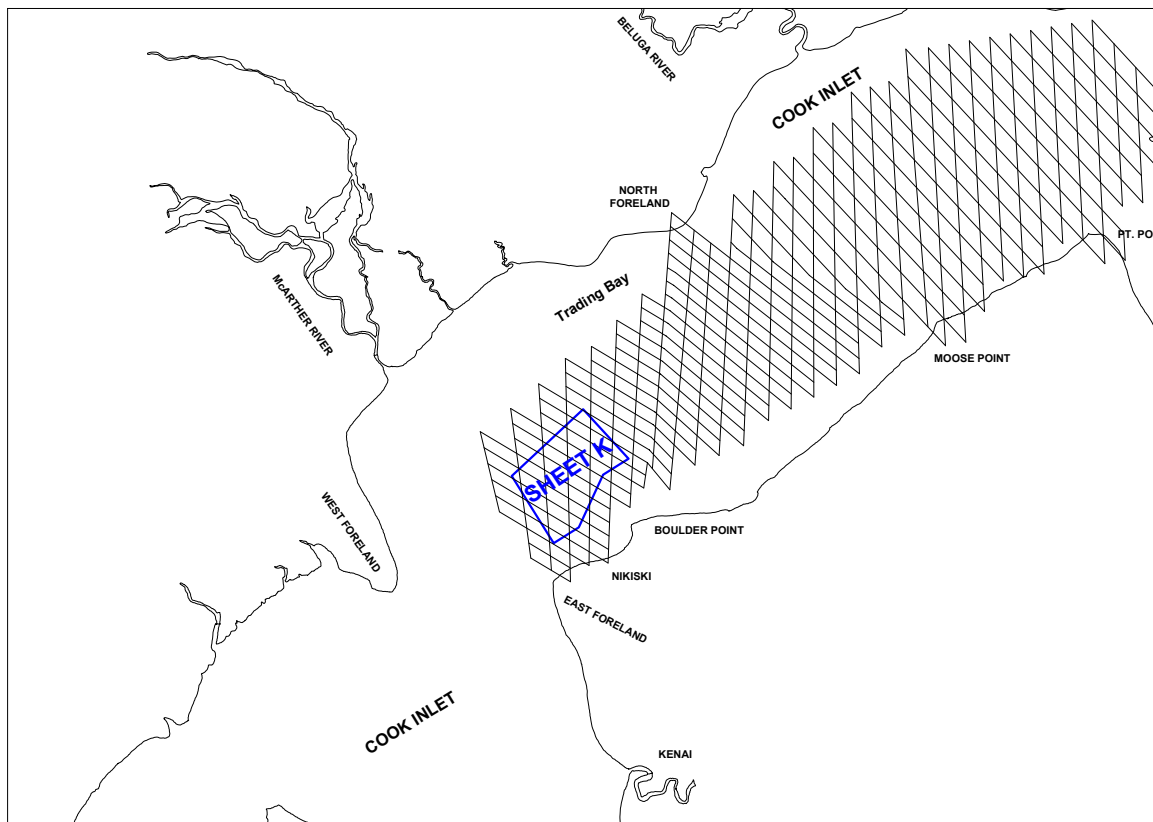 BELUGA RIVER
COOK INLET
NORTH
FORELAND
PT. PO
McARTHER RIVER
Trading Bay
MOOSE POINT
SHEET K
WEST FORELAND
BOULDER POINT
NIKISKI
EAST FORELAND
COOK INLET
KENAI